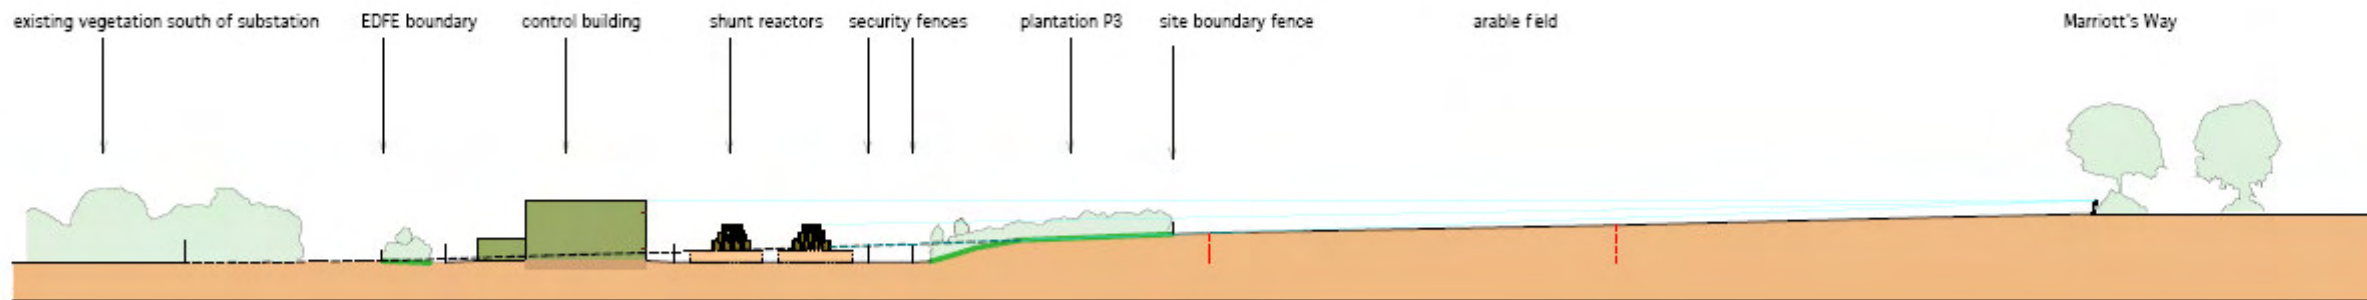 existing vegetation south of substation EDFE boundary control building shunt reactors security fences plantation P3 site boundary fence arable field Marriott's Way